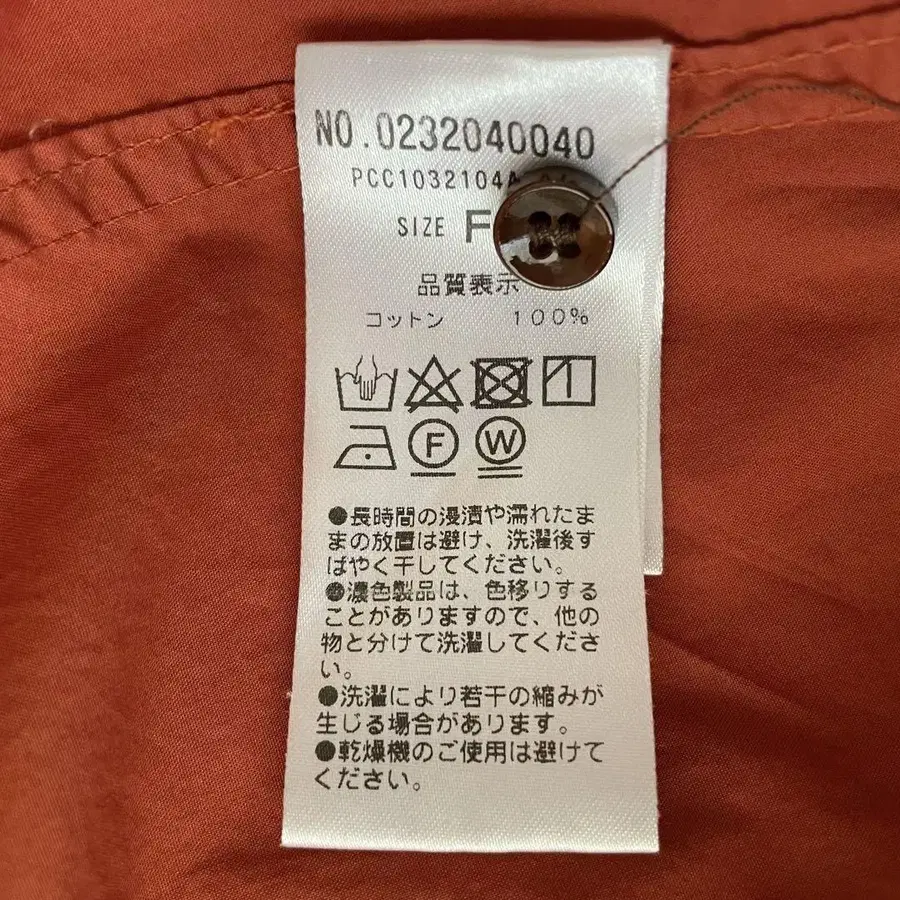 NO.0232040040
PCC1032104A
SIZE F
品質表示
コットン 100%
F W
●長時間の浸漬や濡れたま
まの放置は避け、洗濯後す
ばやく干してください。
●濃色製品は、色移りする
ことがありますので、他の
物と分けて洗濯してくださ
い。
●洗濯により若干の縮みが
生じる場合があります。
●乾燥機のご使用は避けて
ください。